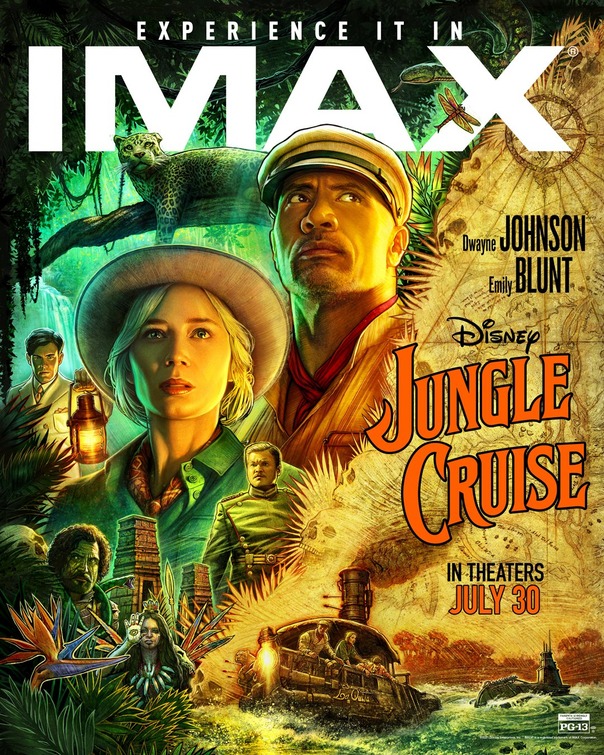 EXPERIENCE IT IN
IMAX®
Dwayne JOHNSON
Emily BLUNT
Disney
JUNGLE
CRUISE
IN THEATERS
JULY 30
PG-13